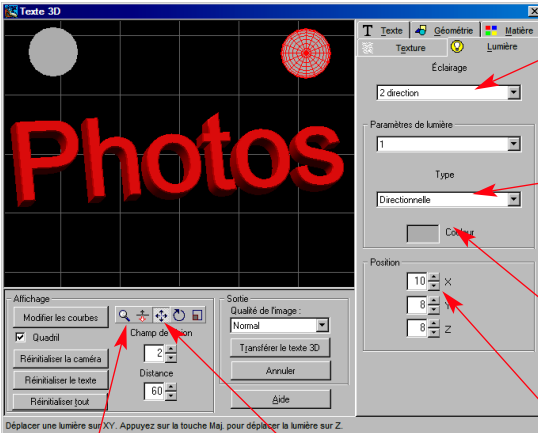 Texte 3D
Photos
Texte Géométrie Matière
Texture Lumière
Éclairage
2 direction
Paramètres de lumière
1
Type
Directionnelle
Couleur
Position
10 X
8 Y
8 Z
Affichage
Modifier les courbes
Quadril
Réinitialiser la caméra
Réinitialiser le texte
Réinitialiser tout
Champ de vision
2
Distance
60
Sortie
Qualité de l'image :
Normal
Transférer le texte 3D
Annuler
Aide
Déplacer une lumière sur XY. Appuyez sur la touche Maj. pour déplacer la lumière sur Z.